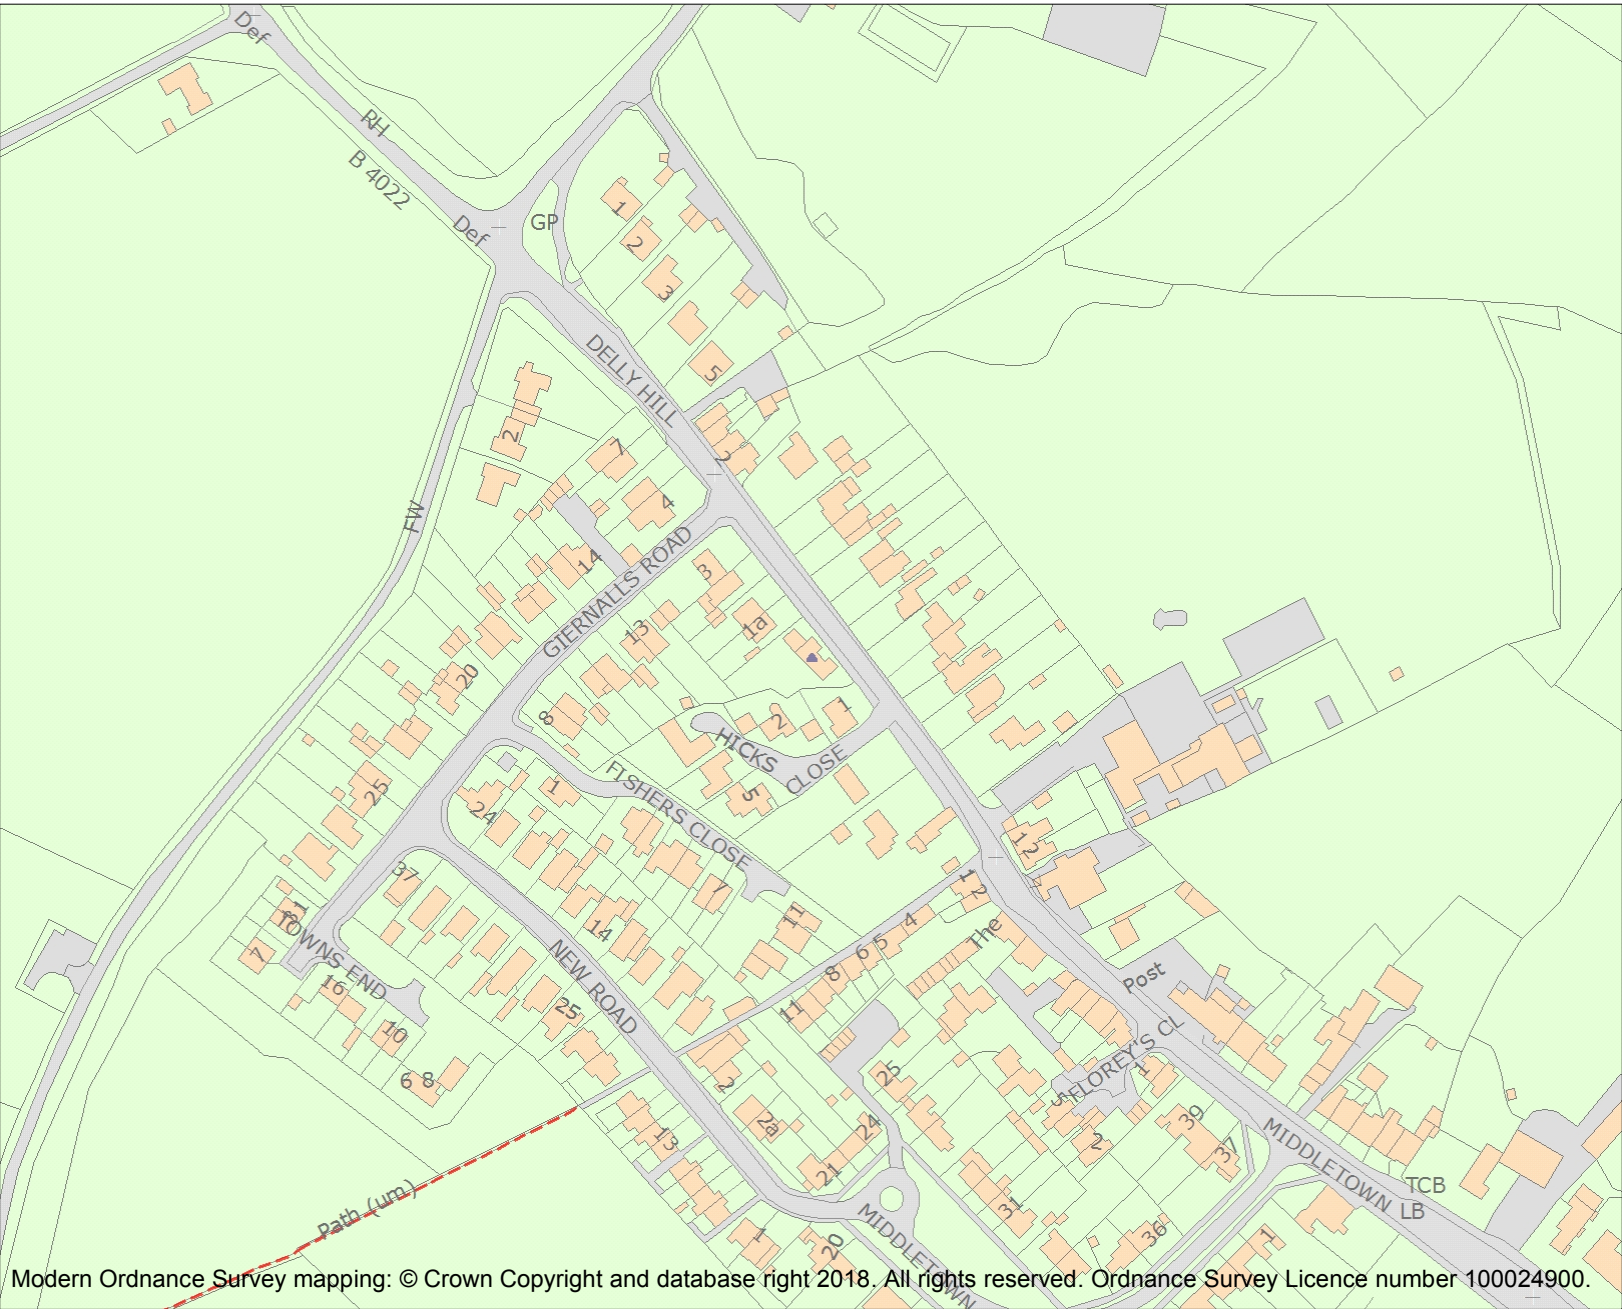 Def
RH
B 4022
Def
GP
1
2
3
5
DELLY HILL
2
7
2
4
FW
14
GIERNALLS ROAD
3
1a
13
20
8
1
2
HICKS
CLOSE
5
FISHERS CLOSE
25
1
24
12
37
7
1 2
11
4
The
14
6 5
8
61
TOWNS END
7
16
NEW ROAD
25
11
Post
10
FLOREY'S CL
1
6 8
2
25
5
2a
24
39
2
37
13
21
MIDDLETOWN
TCB
LB
Path (um)
31
36
1
20
1
MIDDLETOWN
Modern Ordnance Survey mapping: © Crown Copyright and database right 2018. All rights reserved. Ordnance Survey Licence number 100024900.